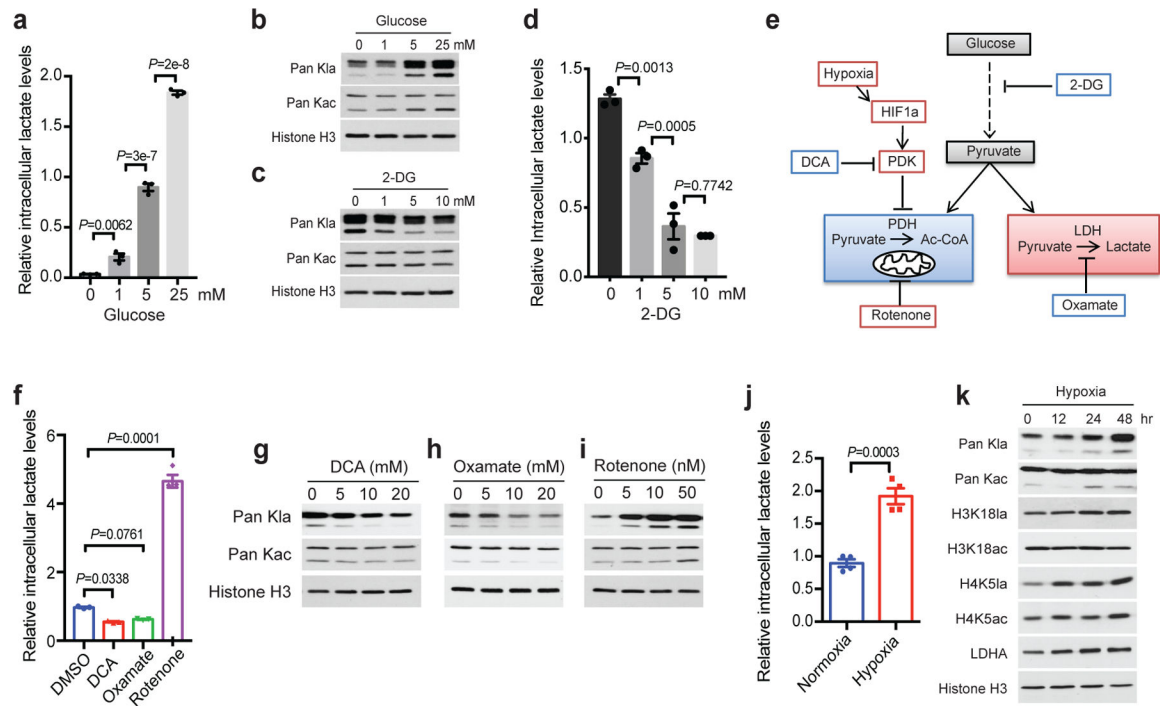 a
Relative intracellular lactate levels
2.0
1.5
1.0
0.5
0.0
P=0.0062
P=3e-7
P=2e-8
0 1 5 25 mM
Glucose
b
Glucose
0 1 5 25 mM
Pan Kla
Pan Kac
Histone H3
c
2-DG
0 1 5 10 mM
Pan Kla
Pan Kac
Histone H3
d
Relative Intracellular lactate levels
1.5
1.0
0.5
0.0
P=0.0013
P=0.0005
P=0.7742
0 1 5 10 mM
2-DG
e
Glucose
Hypoxia
2-DG
HIF1a
DCA
PDK
Pyruvate
PDH
Pyruvate Ac-CoA
LDH
Pyruvate Lactate
Rotenone
Oxamate
f
Relative intracellular lactate levels
6
4
2
0
P=0.0001
P=0.0761
P=0.0338
DMSO
DCA
Oxamate
Rotenone
g
DCA (mM)
0 5 10 20
Pan Kla
Pan Kac
Histone H3
h
Oxamate (mM)
0 5 10 20
i
Rotenone (nM)
0 5 10 50
j
Relative intracellular lactate levels
2.5
2.0
1.5
1.0
0.5
0.0
P=0.0003
Normoxia
Hypoxia
k
Hypoxia
0 12 24 48 hr
Pan Kla
Pan Kac
H3K18la
H3K18ac
H4K5la
H4K5ac
LDHA
Histone H3